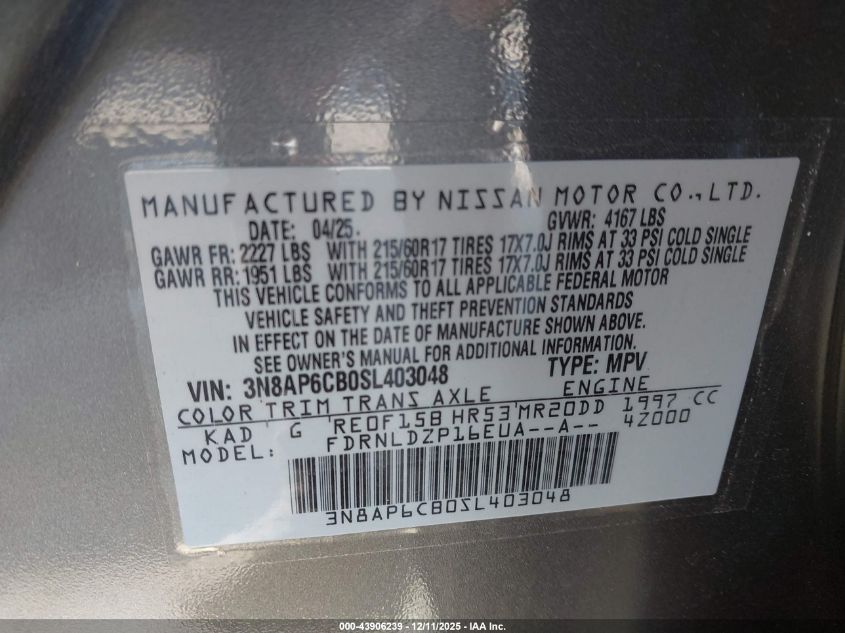 MANUFACTURED BY NISSAN MOTOR CO., LTD.
DATE: 04/25. GVWR: 4167 LBS
GAWR FR: 2227 LBS WITH 215/60R17 TIRES 17X7.0J RIMS AT 33 PSI COLD SINGLE
GAWR RR: 1951 LBS WITH 215/60R17 TIRES 17X7.0J RIMS AT 33 PSI COLD SINGLE
THIS VEHICLE CONFORMS TO ALL APPLICABLE FEDERAL MOTOR
VEHICLE SAFETY AND THEFT PREVENTION STANDARDS
IN EFFECT ON THE DATE OF MANUFACTURE SHOWN ABOVE.
SEE OWNER'S MANUAL FOR ADDITIONAL INFORMATION.
VIN: 3N8AP6CB0SL403048 TYPE: MPV
COLOR TRIM TRANS AXLE ENGINE
KAD G RE0F15B HR53 MR20DD 1997 CC
MODEL: FDRNLDZP16EUA--A-- 4Z000
3N8AP6CB0SL403048
000-43906239 - 12/11/2025 - IAA Inc.